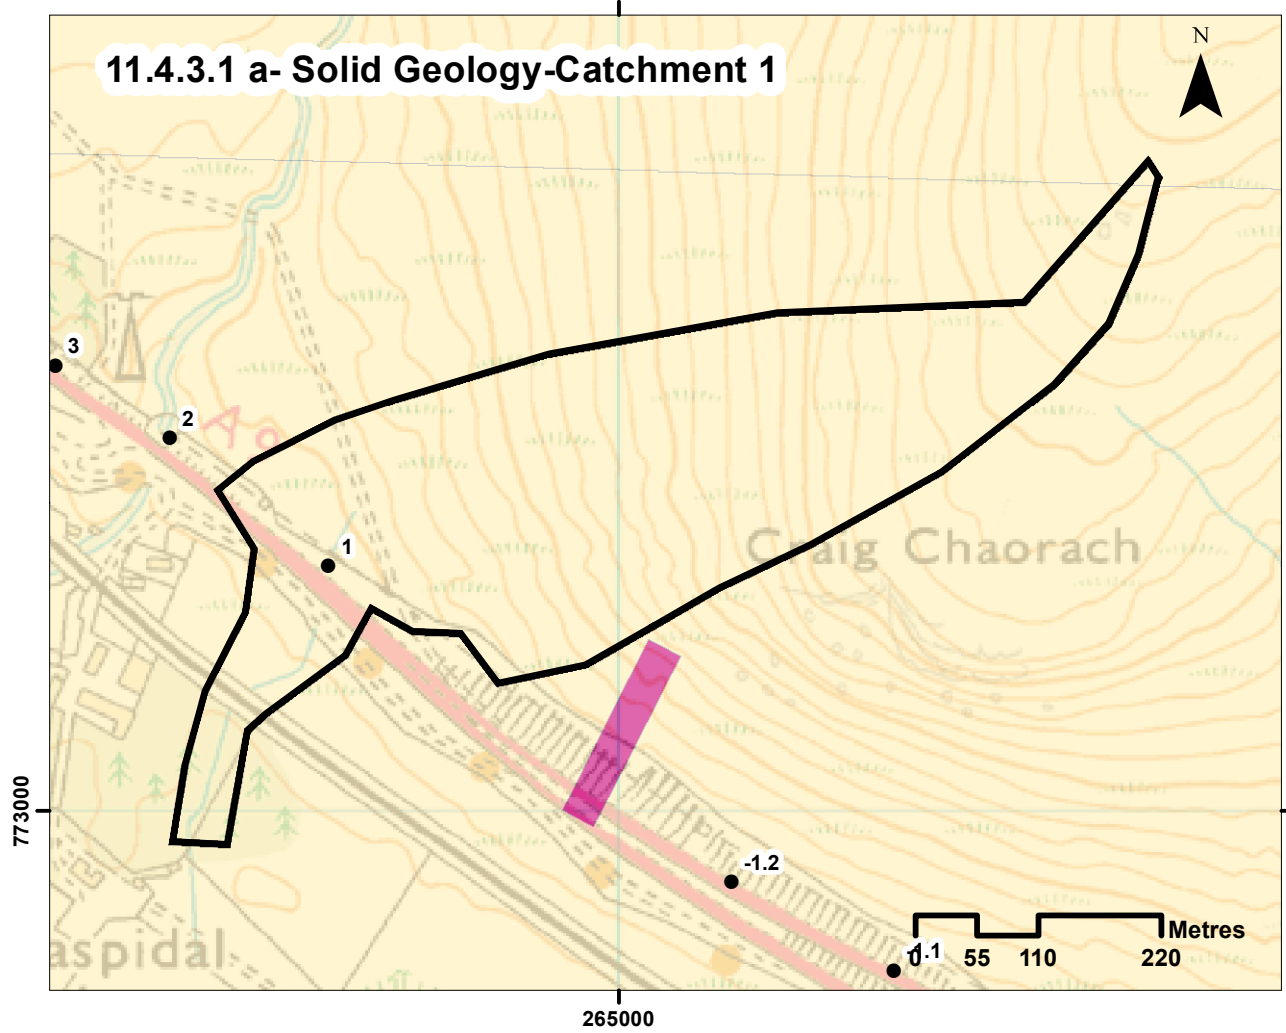 N
11.4.3.1 a- Solid Geology-Catchment 1
3
2
A 9
1
Craig Chaorach
773000
-1.2
aspidal
Metres
-1.1
0 55 110 220
265000